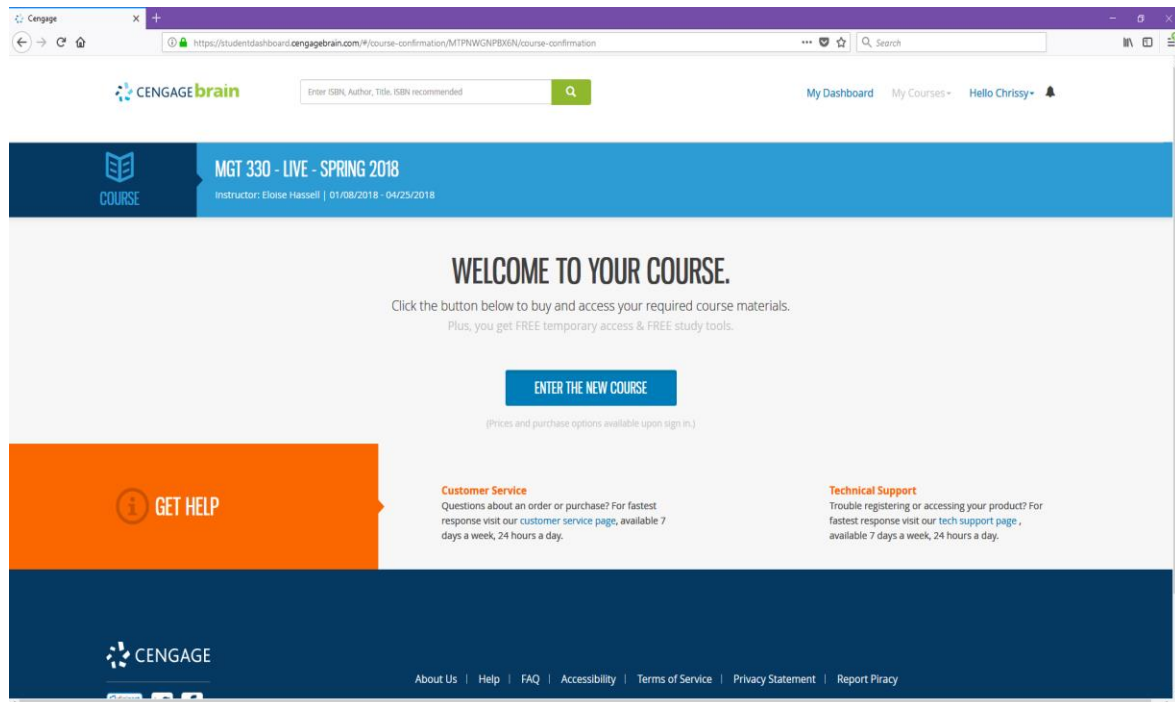 Cengage
https://studentdashboard.cengagebrain.com/#/course-confirmation/MTPNWGNPBX6N/course-confirmation
Search
CENGAGEbrain
Enter ISBN, Author, Title. ISBN recommended
My Dashboard
My Courses
Hello Chrissy
COURSE
MGT 330 - LIVE - SPRING 2018
Instructor: Eloise Hassell | 01/08/2018 - 04/25/2018
WELCOME TO YOUR COURSE.
Click the button below to buy and access your required course materials.
Plus, you get FREE temporary access & FREE study tools.
ENTER THE NEW COURSE
(Prices and purchase options available upon sign in.)
GET HELP
Customer Service
Questions about an order or purchase? For fastest
response visit our customer service page, available 7
days a week, 24 hours a day.
Technical Support
Trouble registering or accessing your product? For
fastest response visit our tech support page ,
available 7 days a week, 24 hours a day.
CENGAGE
About Us | Help | FAQ | Accessibility | Terms of Service | Privacy Statement | Report Piracy